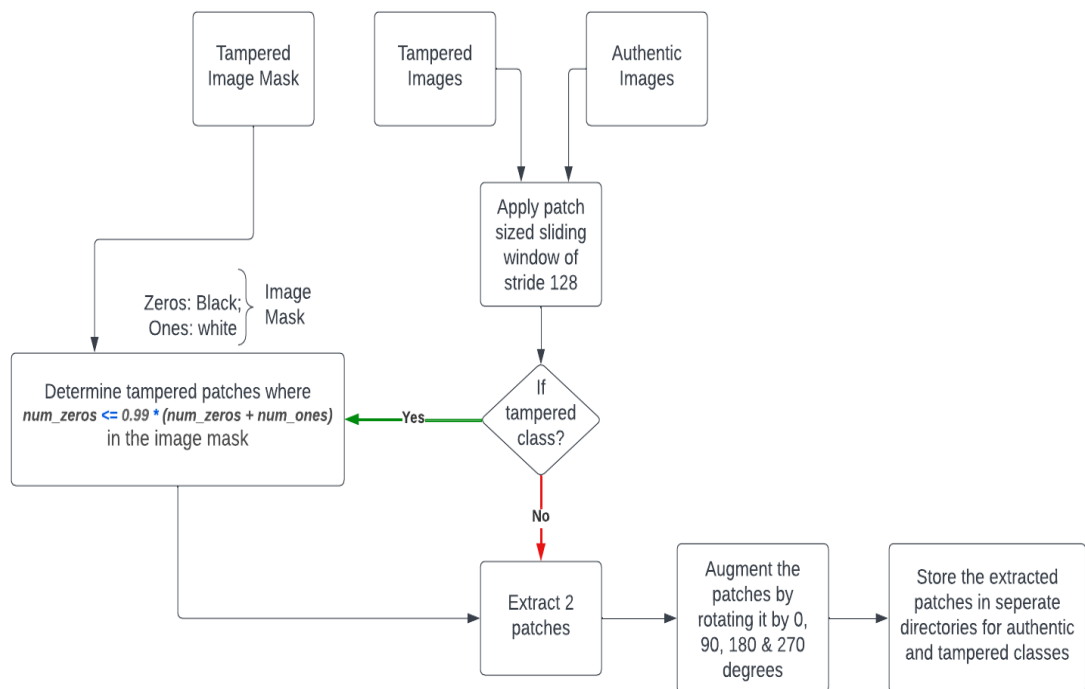 Tampered
Image Mask
Tampered
Images
Authentic
Images
Apply patch
sized sliding
window of
stride 128
Zeros: Black;
Ones: white
Image
Mask
Determine tampered patches where
num_zeros <= 0.99 * (num_zeros + num_ones)
in the image mask
Yes
If
tampered
class?
No
Extract 2
patches
Augment the
patches by
rotating it by 0,
90, 180 & 270
degrees
Store the extracted
patches in seperate
directories for authentic
and tampered classes